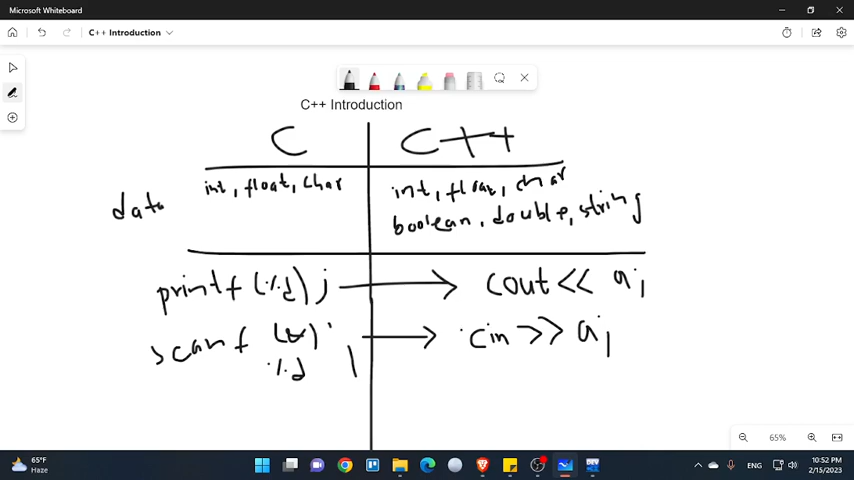 Microsoft Whiteboard
C++ Introduction
C++ Introduction
C C++
data int, float, char int, float, char
boolean, double, string
printf (%d); cout << a;
scanf ( ); cin >> a;
%d
65%
65°F
Haze
DEV
ENG
10:52 PM
2/15/2023